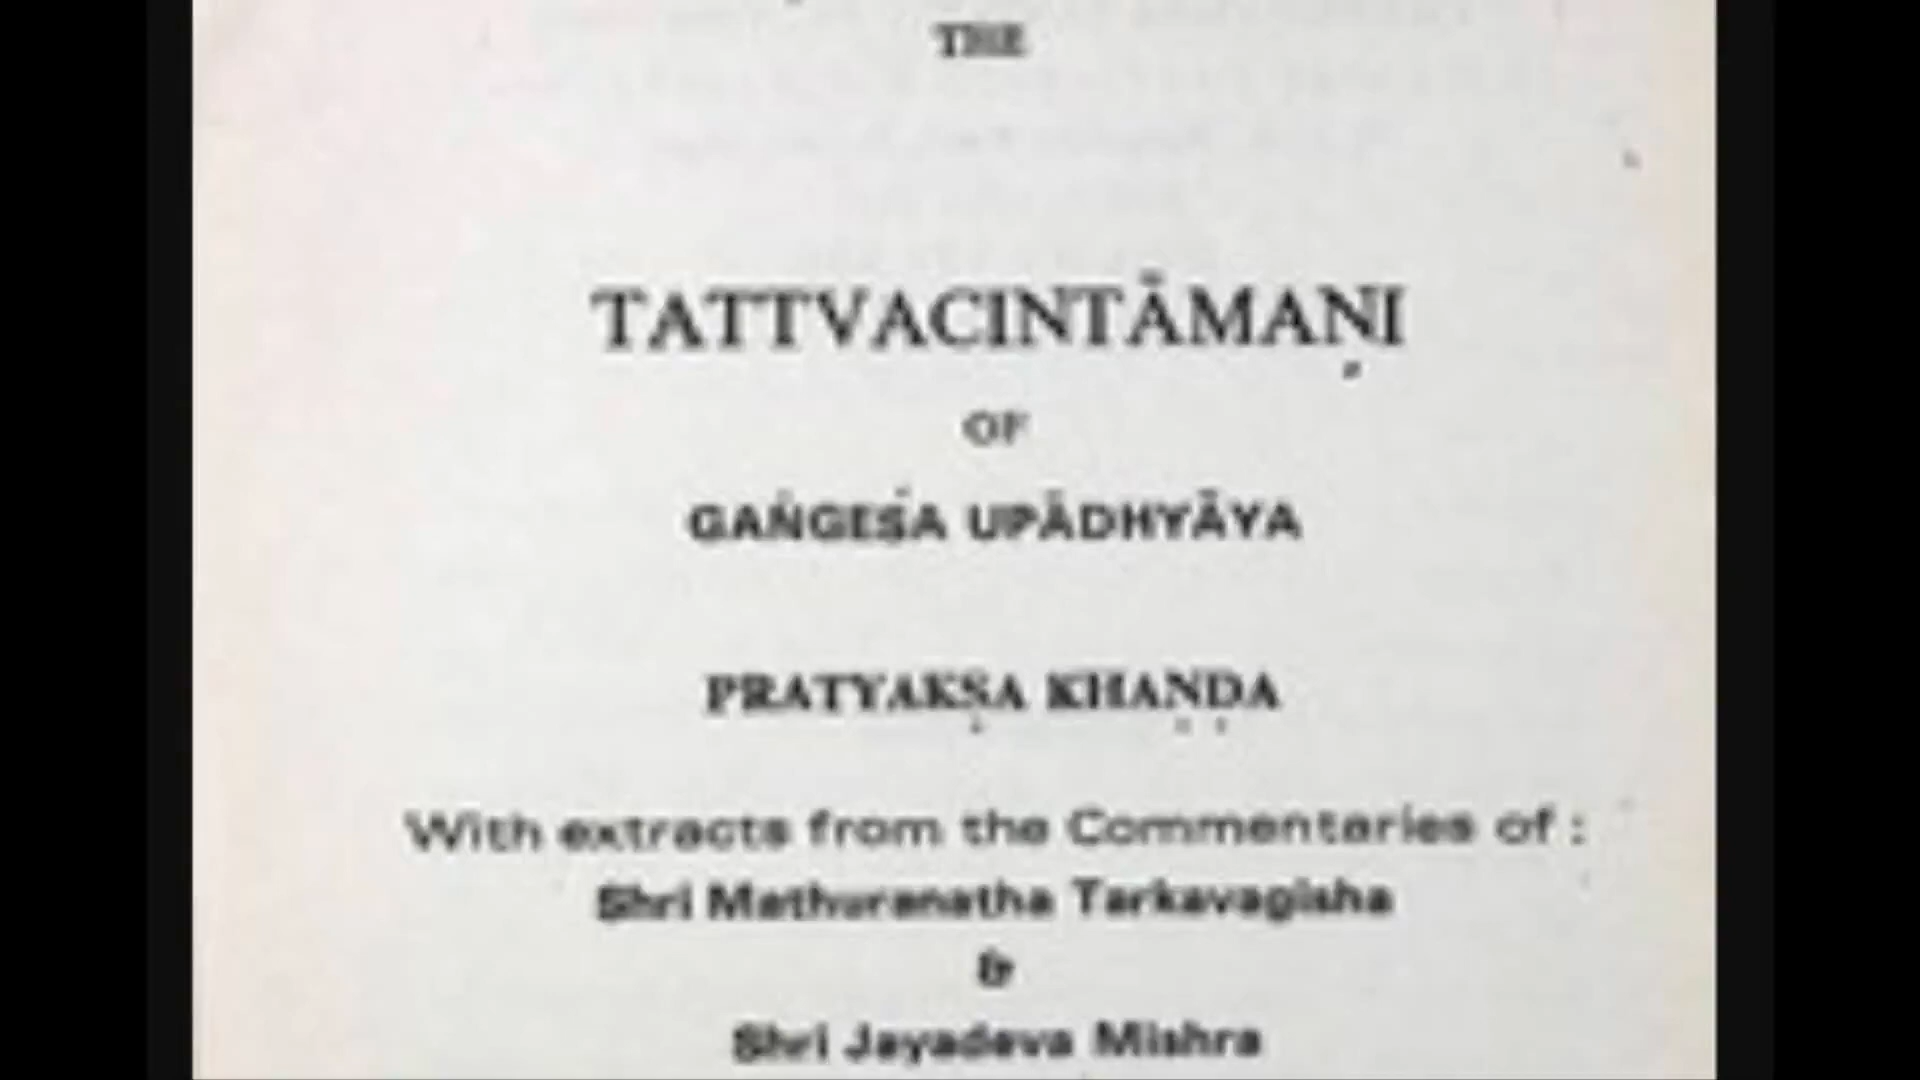 THE
TATTVACINTĀMAṆI
OF
GAṄGEŚA UPĀDHYĀYA
PRATYAKṢA KHAṆḌA
With extracts from the Commentaries of :
Shri Mathuranatha Tarkavagisha
&
Shri Jayadeva Mishra